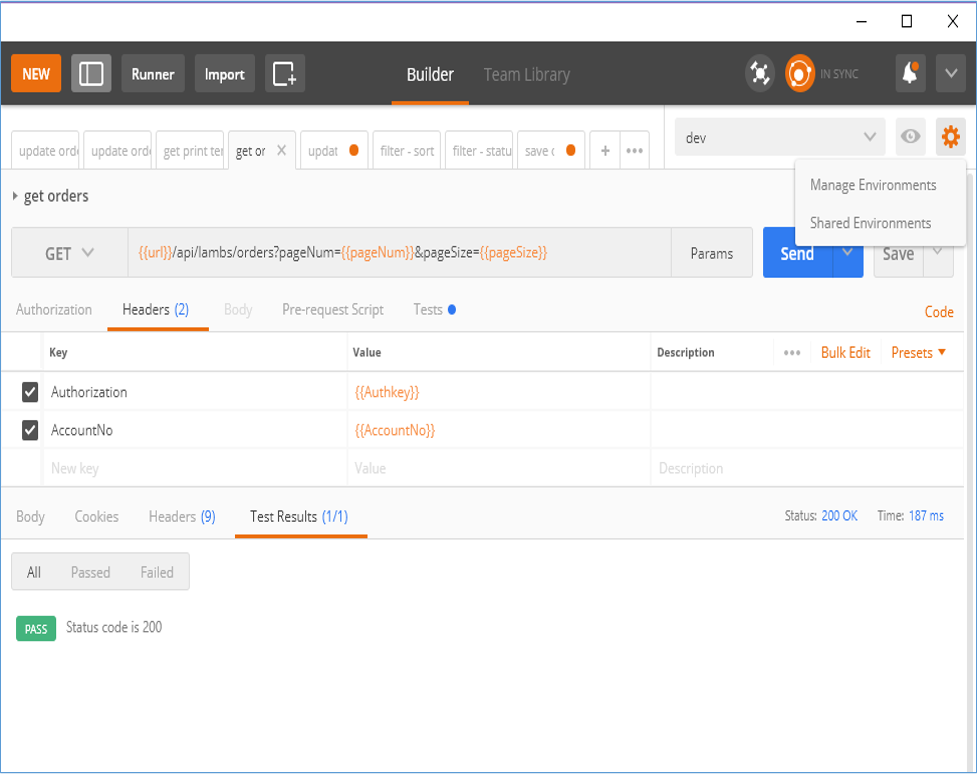 NEW Runner Import Builder Team Library IN SYNC
update orde update orde get print ter get or updat filter - sort filter - statu save c + ••• dev
Manage Environments
Shared Environments
get orders
GET {{url}}/api/lambs/orders?pageNum={{pageNum}}&pageSize={{pageSize}} Params Send Save
Authorization Headers (2) Body Pre-request Script Tests Code
Key Value Description ••• Bulk Edit Presets
Authorization {{Authkey}}
AccountNo {{AccountNo}}
New key Value Description
Body Cookies Headers (9) Test Results (1/1) Status: 200 OK Time: 187 ms
All Passed Failed
PASS Status code is 200